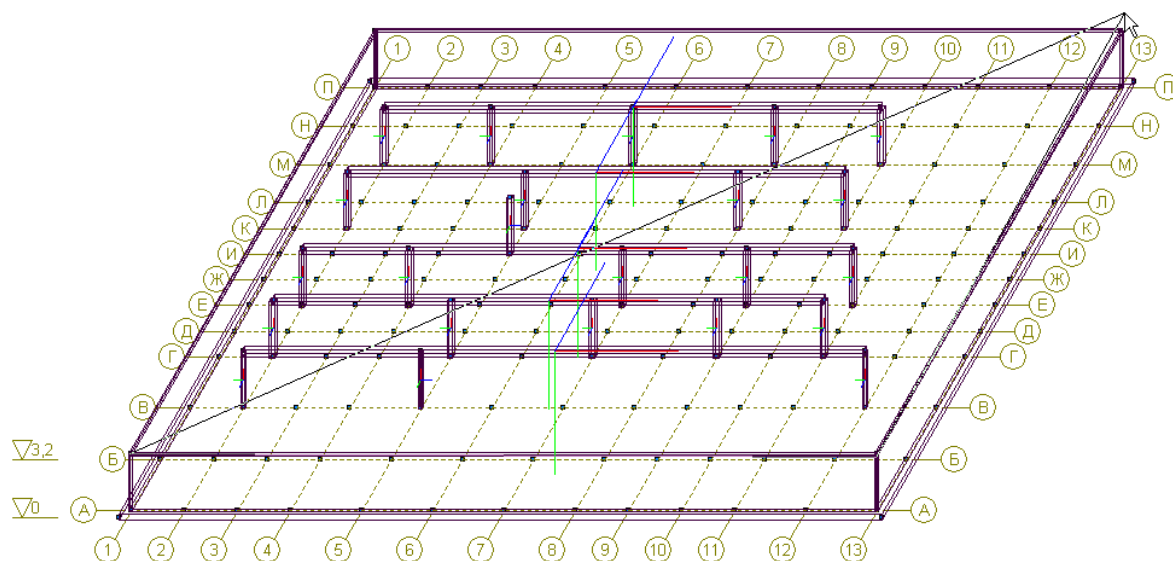 1 2 3 4 5 6 7 8 9 10 11 12 13
П П
Н Н
М М
Л Л
К К
И И
Ж Ж
Е Е
Д Д
Г Г
В В
3,2 Б Б
0 А А
1 2 3 4 5 6 7 8 9 10 11 12 13